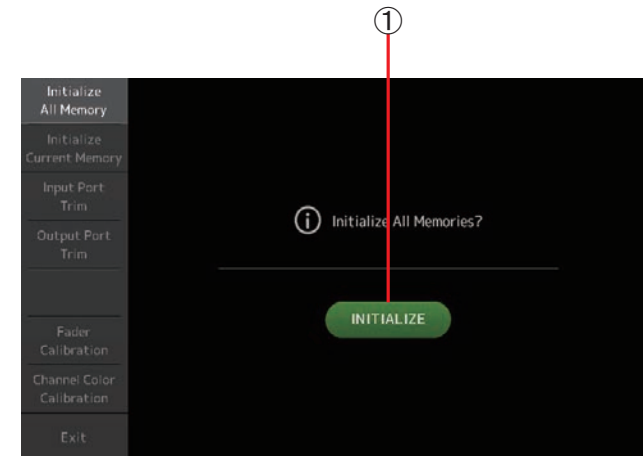 ①
Initialize
All Memory
Initialize
Current Memory
Input Port
Trim
Output Port
Trim
Fader
Calibration
Channel Color
Calibration
Exit
Initialize All Memories?
INITIALIZE